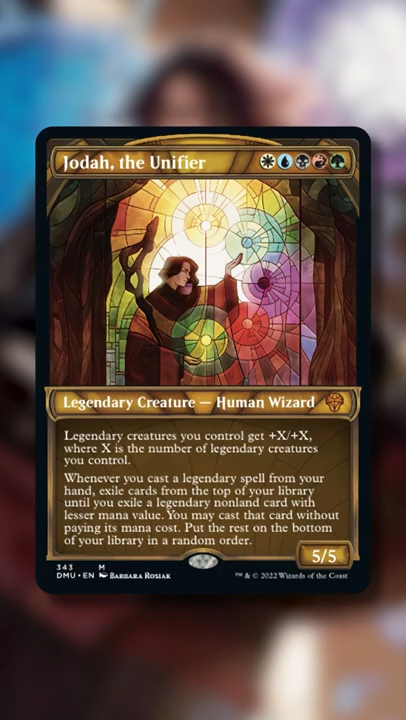 Jodah, the Unifier
Legendary Creature — Human Wizard
Legendary creatures you control get +X/+X,
where X is the number of legendary creatures
you control.
Whenever you cast a legendary spell from your
hand, exile cards from the top of your library
until you exile a legendary nonland card with
lesser mana value. You may cast that card without
paying its mana cost. Put the rest on the bottom
of your library in a random order.
5/5
343 M
DMU • EN Barbara Rosiak
™ & © 2022 Wizards of the Coast